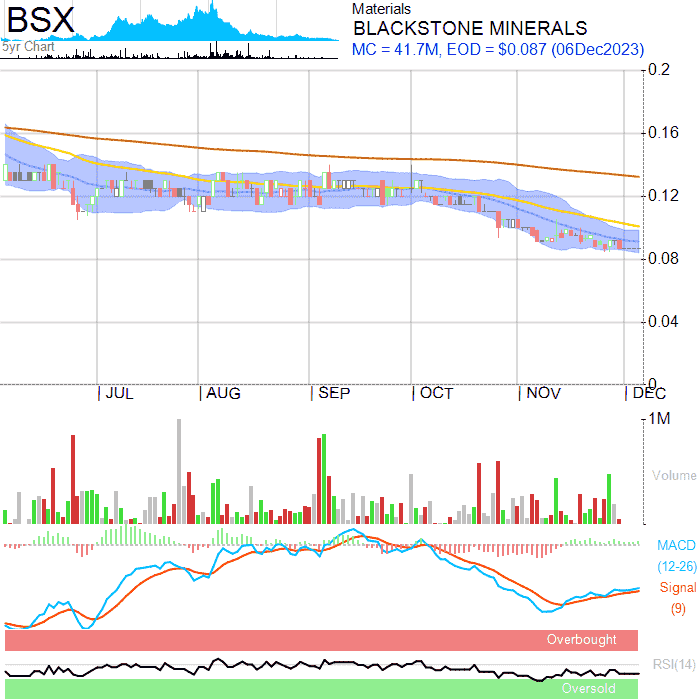 BSX
5yr Chart
Materials
BLACKSTONE MINERALS
MC = 41.7M, EOD = $0.087 (06Dec2023)
0.2
0.16
0.12
0.08
0.04
0
JUL
AUG
SEP
OCT
NOV
DEC
1M
Volume
MACD
(12-26)
Signal
(9)
Overbought
RSI(14)
Oversold